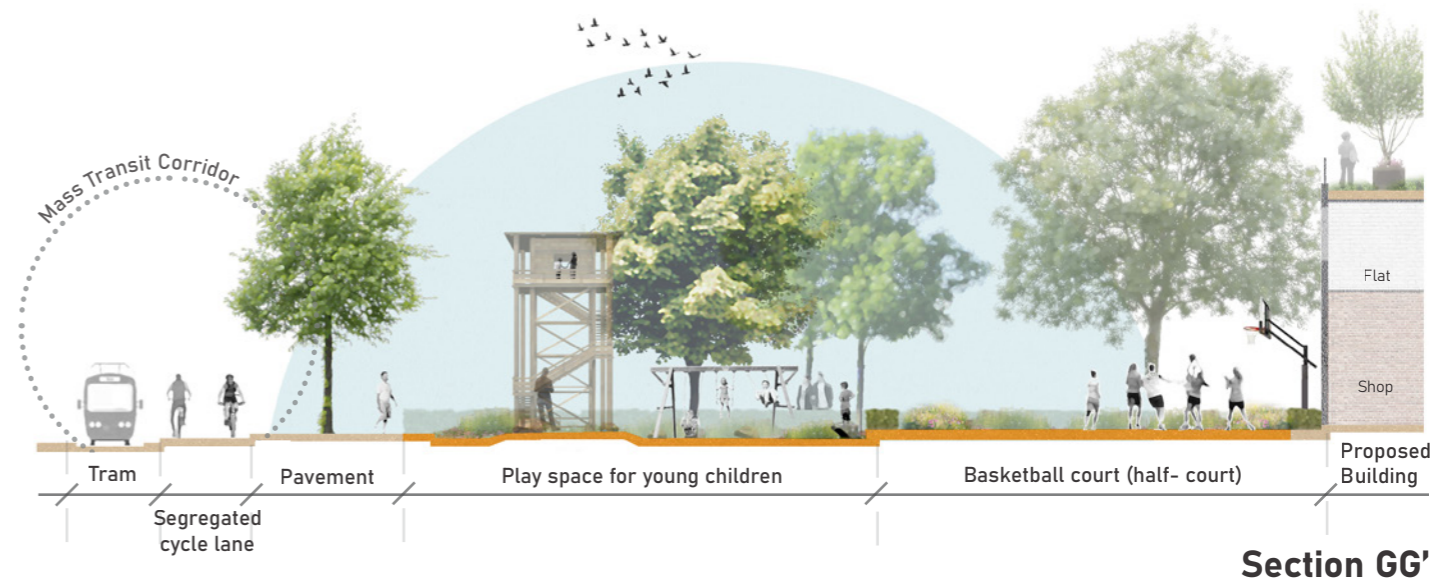 Mass Transit Corridor
Flat
Shop
Tram
Segregated
cycle lane
Pavement
Play space for young children
Basketball court (half- court)
Proposed
Building
Section GG'